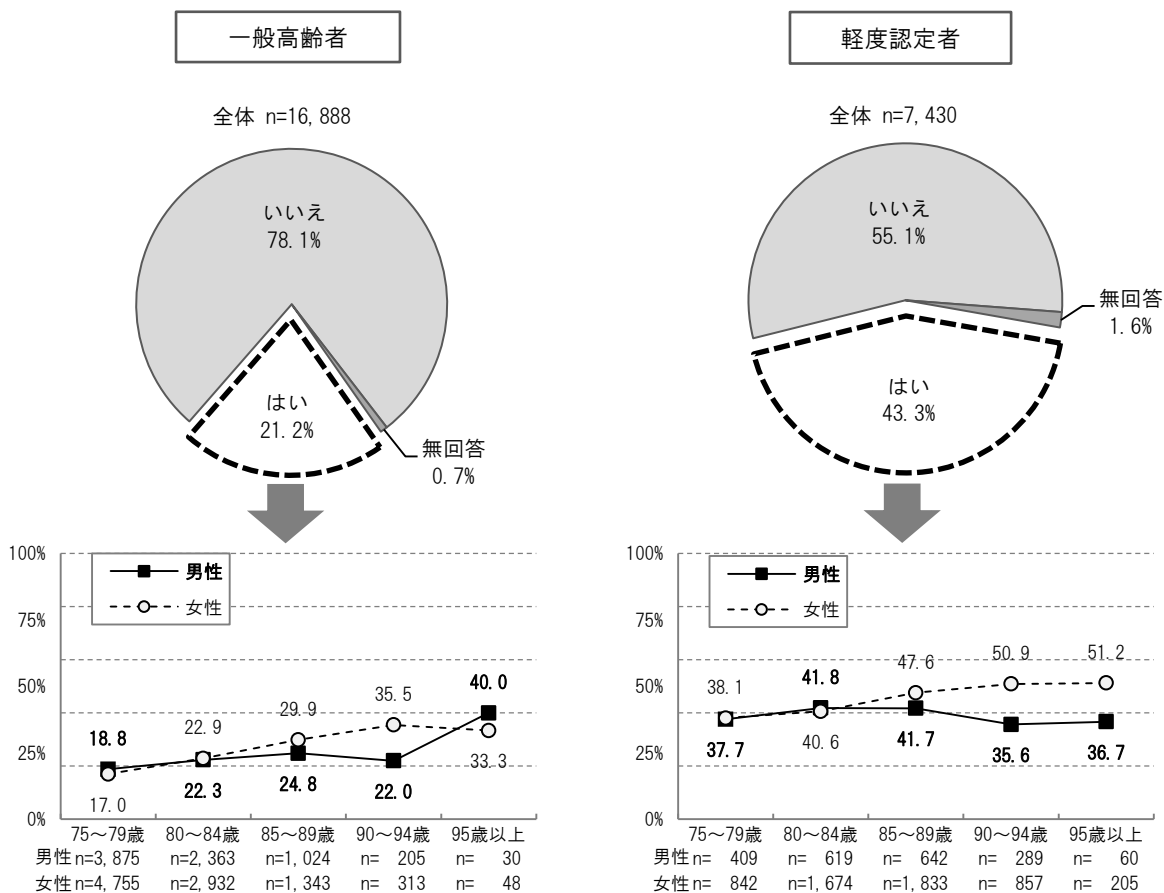 一般高齢者
全体 n=16,888
いいえ
78.1%
はい
21.2%
無回答
0.7%
100%
75%
50%
25%
0%
男性
女性
18.8
22.3
24.8
22.0
40.0
17.0
22.9
29.9
35.5
33.3
75～79歳 80～84歳 85～89歳 90～94歳 95歳以上
男性 n=3,875 n=2,363 n=1,024 n= 205 n= 30
女性 n=4,755 n=2,932 n=1,343 n= 313 n= 48
軽度認定者
全体 n=7,430
いいえ
55.1%
無回答
1.6%
はい
43.3%
100%
75%
50%
25%
0%
男性
女性
37.7
41.8
41.7
35.6
36.7
38.1
40.6
47.6
50.9
51.2
75～79歳 80～84歳 85～89歳 90～94歳 95歳以上
男性 n= 409 n= 619 n= 642 n= 289 n= 60
女性 n= 842 n=1,674 n=1,833 n= 857 n= 205